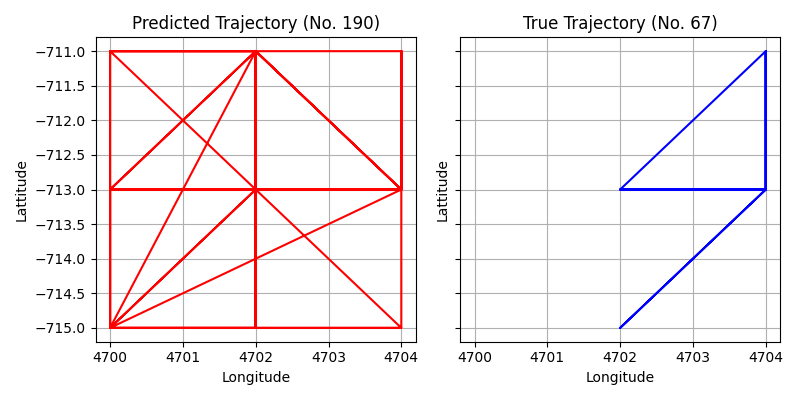 Predicted Trajectory (No. 190)
True Trajectory (No. 67)
−711.0
−711.5
−712.0
−712.5
−713.0
−713.5
−714.0
−714.5
−715.0
Lattitude
Lattitude
4700 4701 4702 4703 4704
4700 4701 4702 4703 4704
Longitude
Longitude